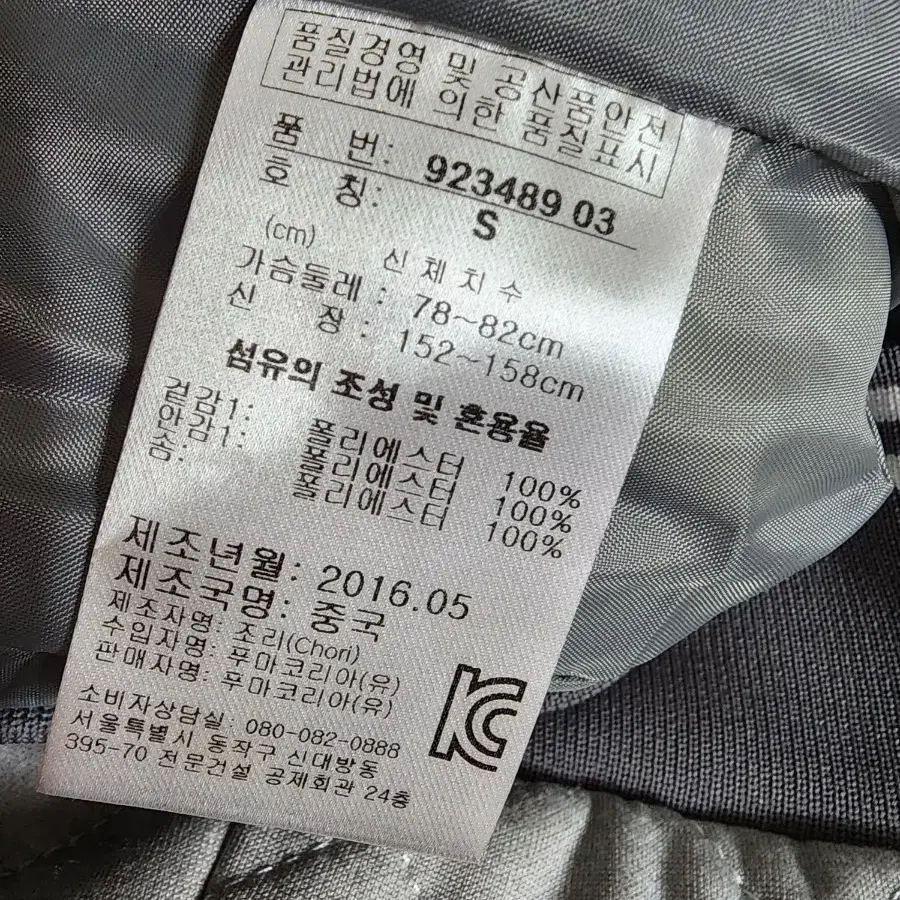 품질경영 및 공산품안전
관리법에 의한 품질표시
품 번: 923489 03
호 칭: S
(cm) 신 체 치 수
가슴둘레 : 78~82cm
신 장 : 152~158cm
섬유의 조성 및 혼용율
겉감1: 폴리에스터 100%
안감1: 폴리에스터 100%
솜: 폴리에스터 100%
제조년월: 2016.05
제조국명: 중국
제조자명: 조리(Chori)
수입자명: 푸마코리아(유)
판매자명: 푸마코리아(유)
소비자상담실: 080-082-0888
서울특별시 동작구 신대방동
395-70 전문건설 공제회관 24층
KC